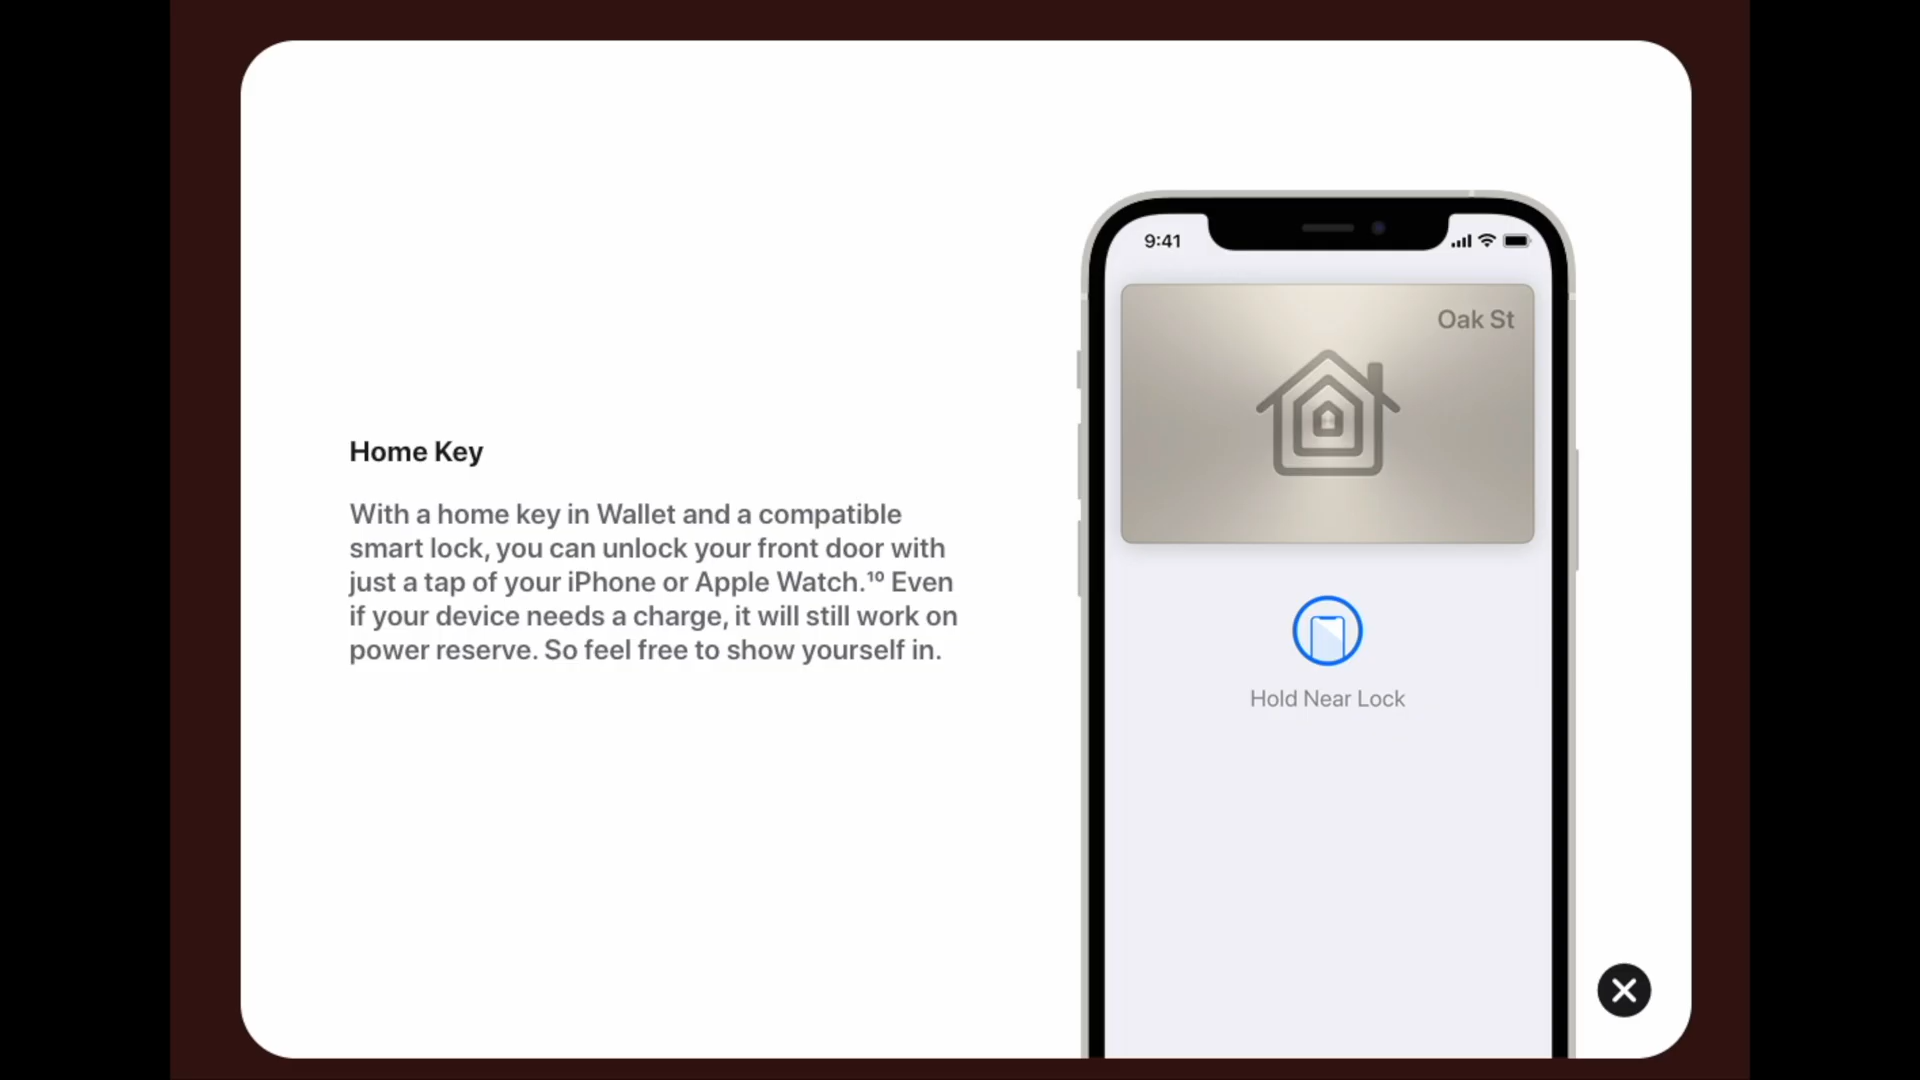 Home Key
With a home key in Wallet and a compatible
smart lock, you can unlock your front door with
just a tap of your iPhone or Apple Watch.¹⁰ Even
if your device needs a charge, it will still work on
power reserve. So feel free to show yourself in.
9:41
Oak St
Hold Near Lock